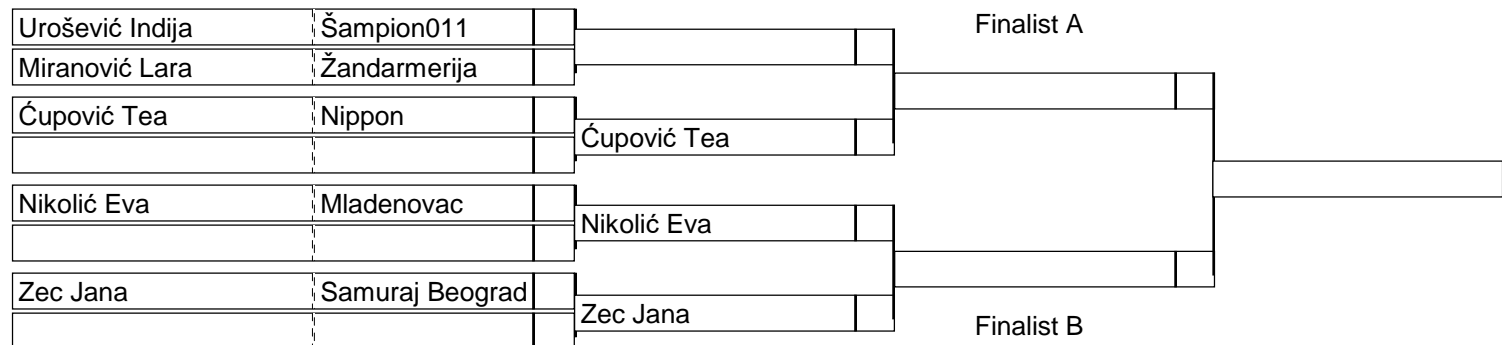 Urošević Indija Šampion011
Miranović Lara Žandarmerija
Ćupović Tea Nippon
Nikolić Eva Mladenovac
Zec Jana Samuraj Beograd
Ćupović Tea
Nikolić Eva
Zec Jana
Finalist A
Finalist B